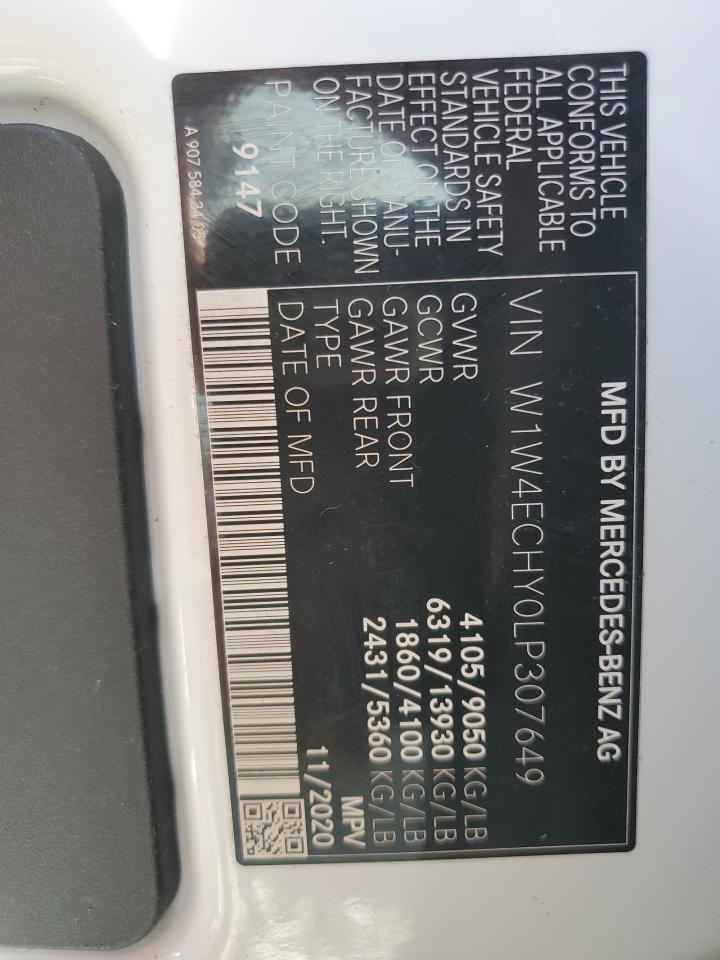 MFD BY MERCEDES-BENZ AG
VIN W1W4ECHY0LP307649
GVWR 4105/9050 KG/LB
GCWR 6319/13930 KG/LB
GAWR FRONT 1860/4100 KG/LB
GAWR REAR 2431/5360 KG/LB
TYPE MPV
DATE OF MFD 11/2020
THIS VEHICLE
CONFORMS TO
ALL APPLICABLE
FEDERAL
VEHICLE SAFETY
STANDARDS IN
EFFECT ON THE
DATE OF MANU-
FACTURE SHOWN
ON THE RIGHT.
PAINT CODE
9147
A 907 584